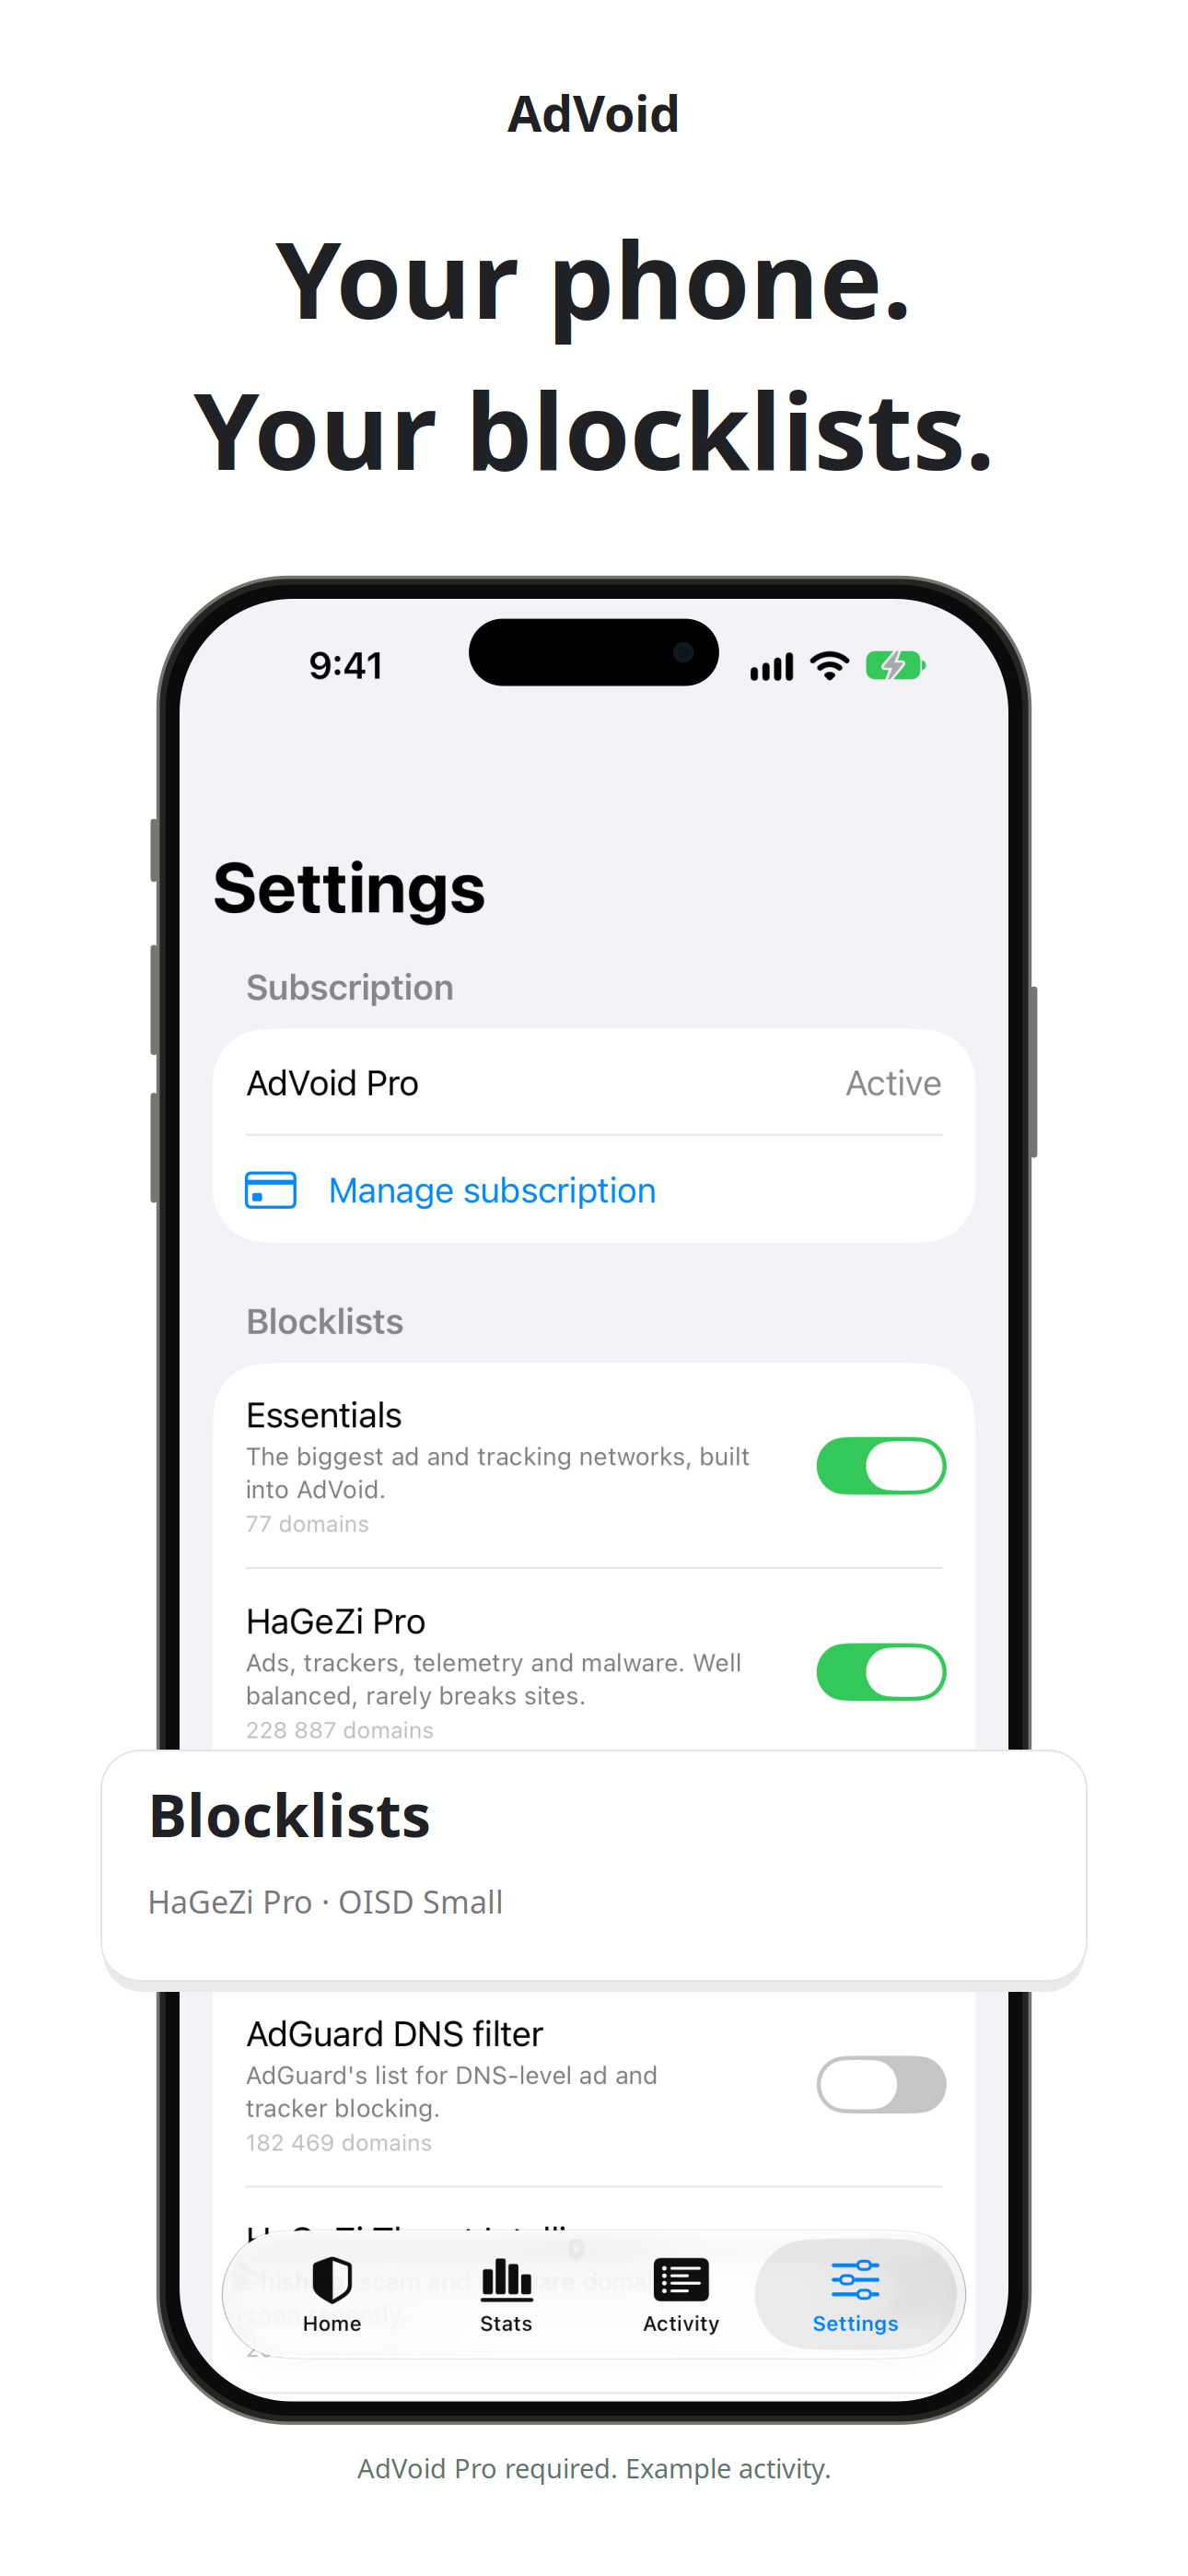 AdVoid
Your phone.
Your blocklists.
9:41
Settings
Subscription
AdVoid Pro
Active
Manage subscription
Blocklists
Essentials
The biggest ad and tracking networks, built
into AdVoid.
77 domains
HaGeZi Pro
Ads, trackers, telemetry and malware. Well
balanced, rarely breaks sites.
228 887 domains
Blocklists
HaGeZi Pro · OISD Small
AdGuard DNS filter
AdGuard's list for DNS-level ad and
tracker blocking.
182 469 domains
Home
Stats
Activity
Settings
AdVoid Pro required. Example activity.